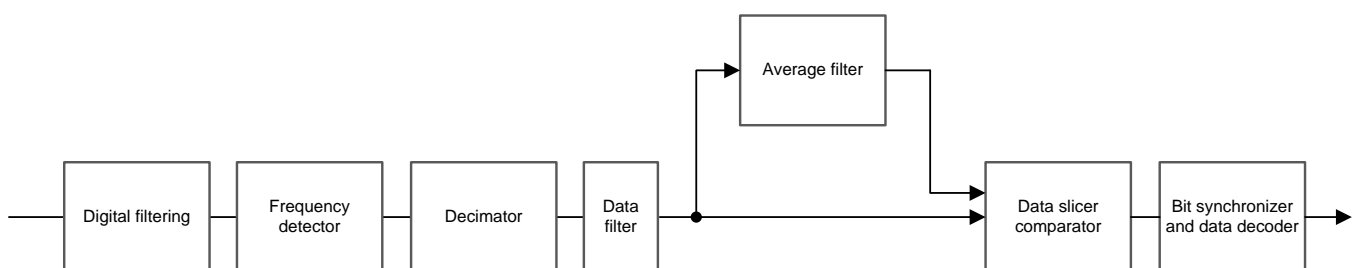 Average filter
Digital filtering
Frequency
detector
Decimator
Data
filter
Data slicer
comparator
Bit synchronizer
and data decoder